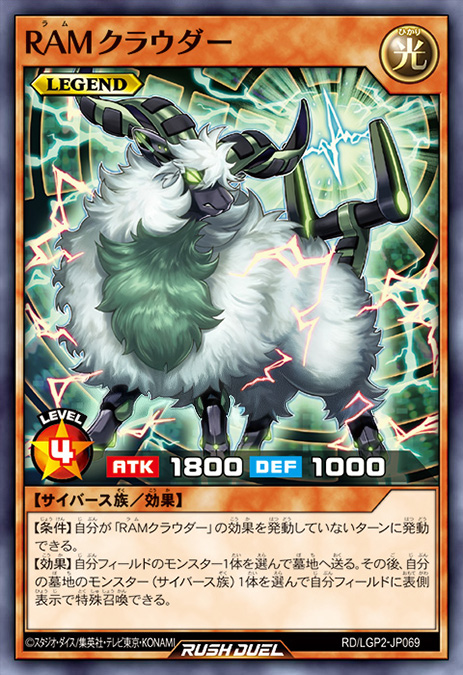 RAMクラウダー
ラム
光
ひかり
LEGEND
LEVEL
4
ATK 1800 DEF 1000
【サイバース族／効果】
【条件】自分が「RAMクラウダー」の効果を発動していないターンに発動
できる。
【効果】自分フィールドのモンスター1体を選んで墓地へ送る。その後、自分
の墓地のモンスター（サイバース族）1体を選んで自分フィールドに表側
表示で特殊召喚できる。
©スタジオ・ダイス/集英社・テレビ東京・KONAMI
RUSH DUEL
RD/LGP2-JP069